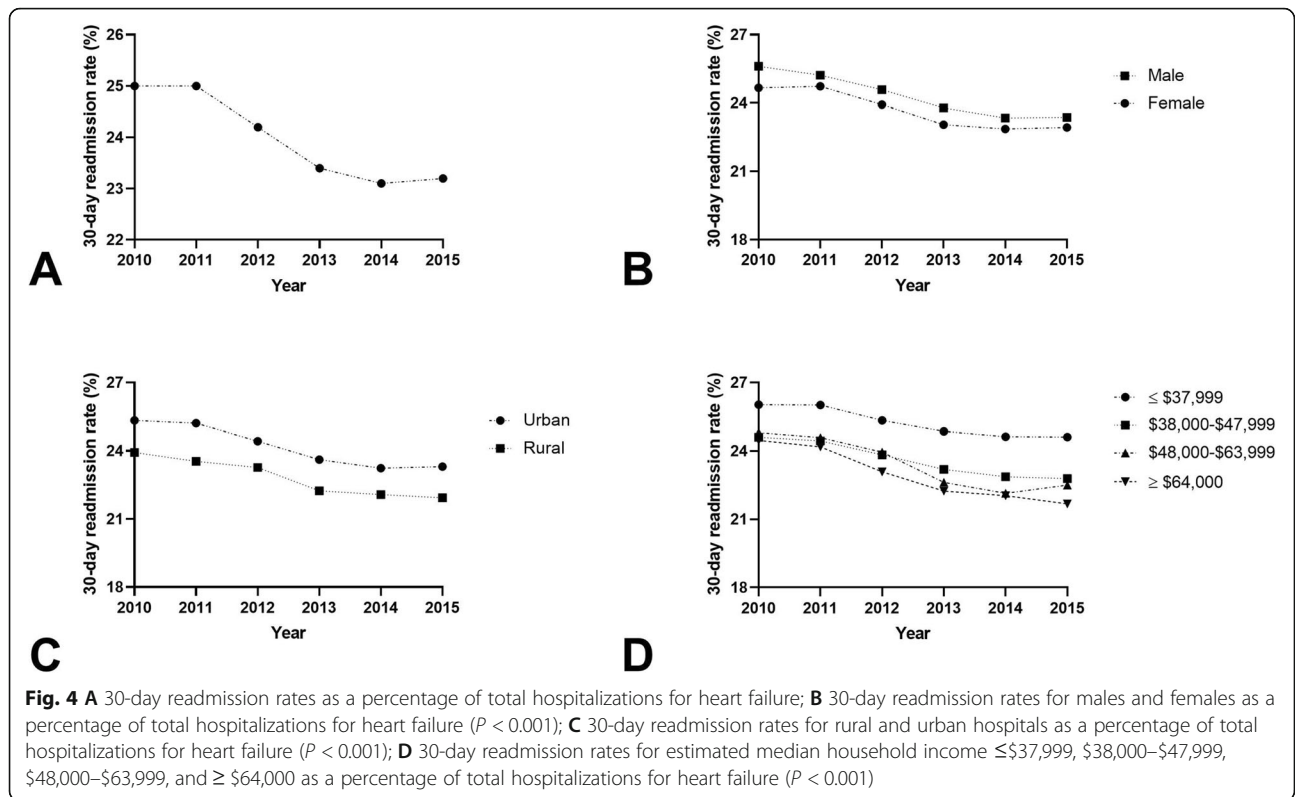 30-day readmission rate (%)
26
25
24
23
22
2010 2011 2012 2013 2014 2015
Year
A
30-day readmission rate (%)
27
24
21
18
2010 2011 2012 2013 2014 2015
Year
Male
Female
B
30-day readmission rate (%)
27
24
21
18
2010 2011 2012 2013 2014 2015
Year
Urban
Rural
C
30-day readmission rate (%)
27
24
21
18
2010 2011 2012 2013 2014 2015
Year
≤ $37,999
$38,000-$47,999
$48,000-$63,999
≥ $64,000
D
Fig. 4 A 30-day readmission rates as a percentage of total hospitalizations for heart failure; B 30-day readmission rates for males and females as a
percentage of total hospitalizations for heart failure (P < 0.001); C 30-day readmission rates for rural and urban hospitals as a percentage of total
hospitalizations for heart failure (P < 0.001); D 30-day readmission rates for estimated median household income ≤$37,999, $38,000–$47,999,
$48,000–$63,999, and ≥ $64,000 as a percentage of total hospitalizations for heart failure (P < 0.001)